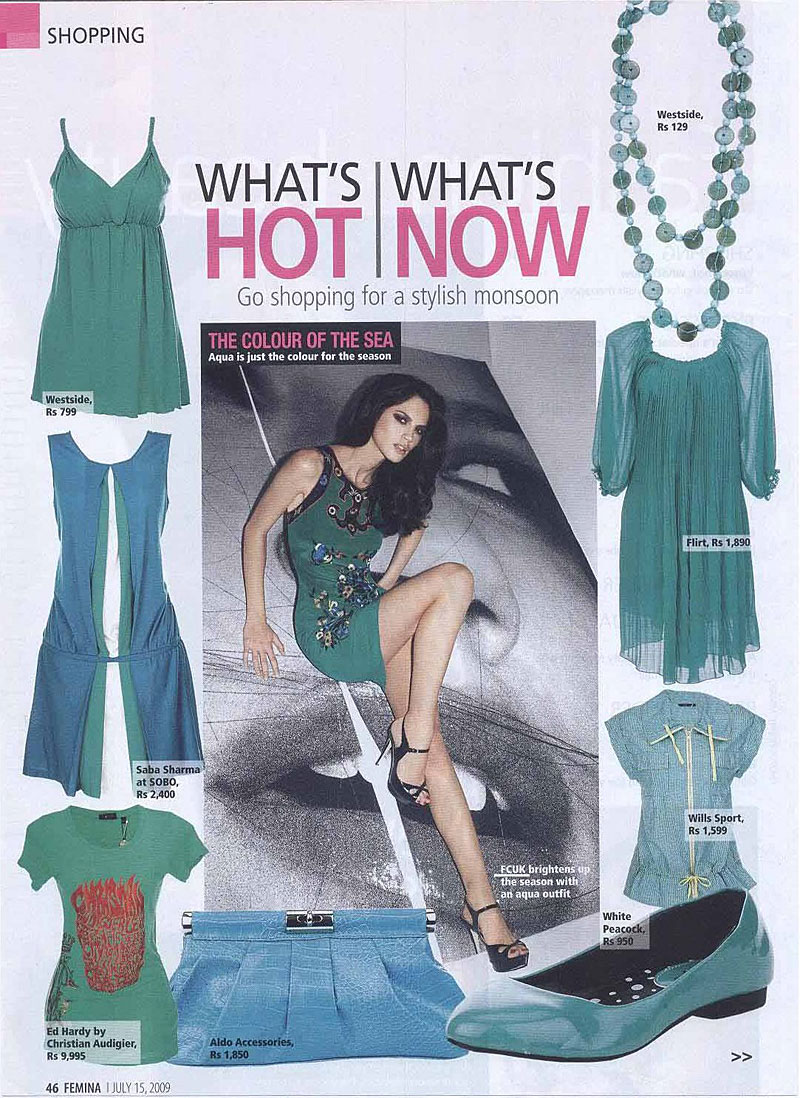 SHOPPING
Westside,
Rs 129
WHAT'S | WHAT'S
HOT | NOW
Go shopping for a stylish monsoon
THE COLOUR OF THE SEA
Aqua is just the colour for the season
Westside,
Rs 799
Flirt, Rs 1,890
Saba Sharma
at SOBO,
Rs 2,400
Wills Sport,
Rs 1,599
FCUK brightens up
the season with
an aqua outfit
White
Peacock,
Rs 950
Ed Hardy by
Christian Audigier,
Rs 9,995
Aldo Accessories,
Rs 1,850
>>
46 FEMINA | JULY 15, 2009